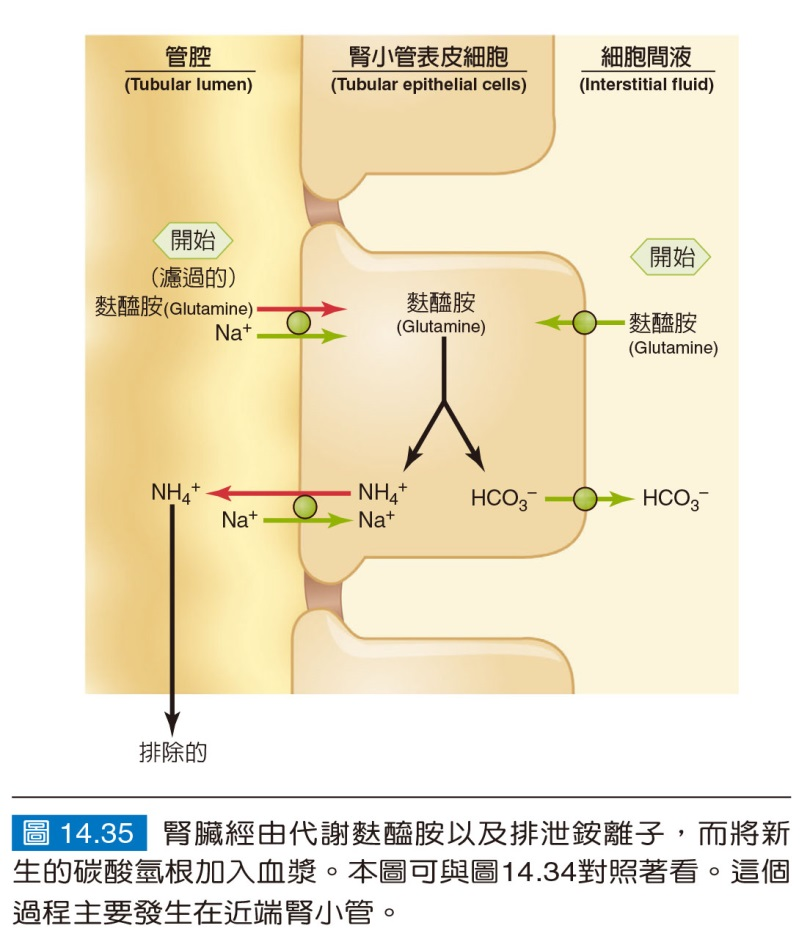 管腔
(Tubular lumen)
腎小管表皮細胞
(Tubular epithelial cells)
細胞間液
(Interstitial fluid)
開始
(濾過的)
麩醯胺(Glutamine)
Na⁺
麩醯胺
(Glutamine)
開始
麩醯胺
(Glutamine)
NH₄⁺
Na⁺
NH₄⁺
Na⁺
HCO₃⁻
HCO₃⁻
排除的
圖 14.35 腎臟經由代謝麩醯胺以及排泄銨離子，而將新
生的碳酸氫根加入血漿。本圖可與圖14.34對照著看。這個
過程主要發生在近端腎小管。